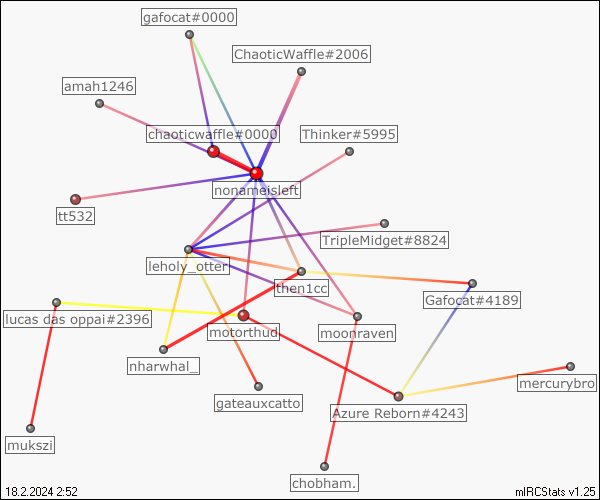 gafocat#0000
ChaoticWaffle#2006
amah1246
chaoticwaffle#0000
Thinker#5995
nonameisleft
tt532
TripleMidget#8824
leholy_otter
then1cc
Gafocat#4189
lucas das oppai#2396
motorthud
moonraven
nharwhal_
mercurybro
gateauxcatto
Azure Reborn#4243
mukszi
chobham.
18.2.2024 2:52
mIRCStats v1.25